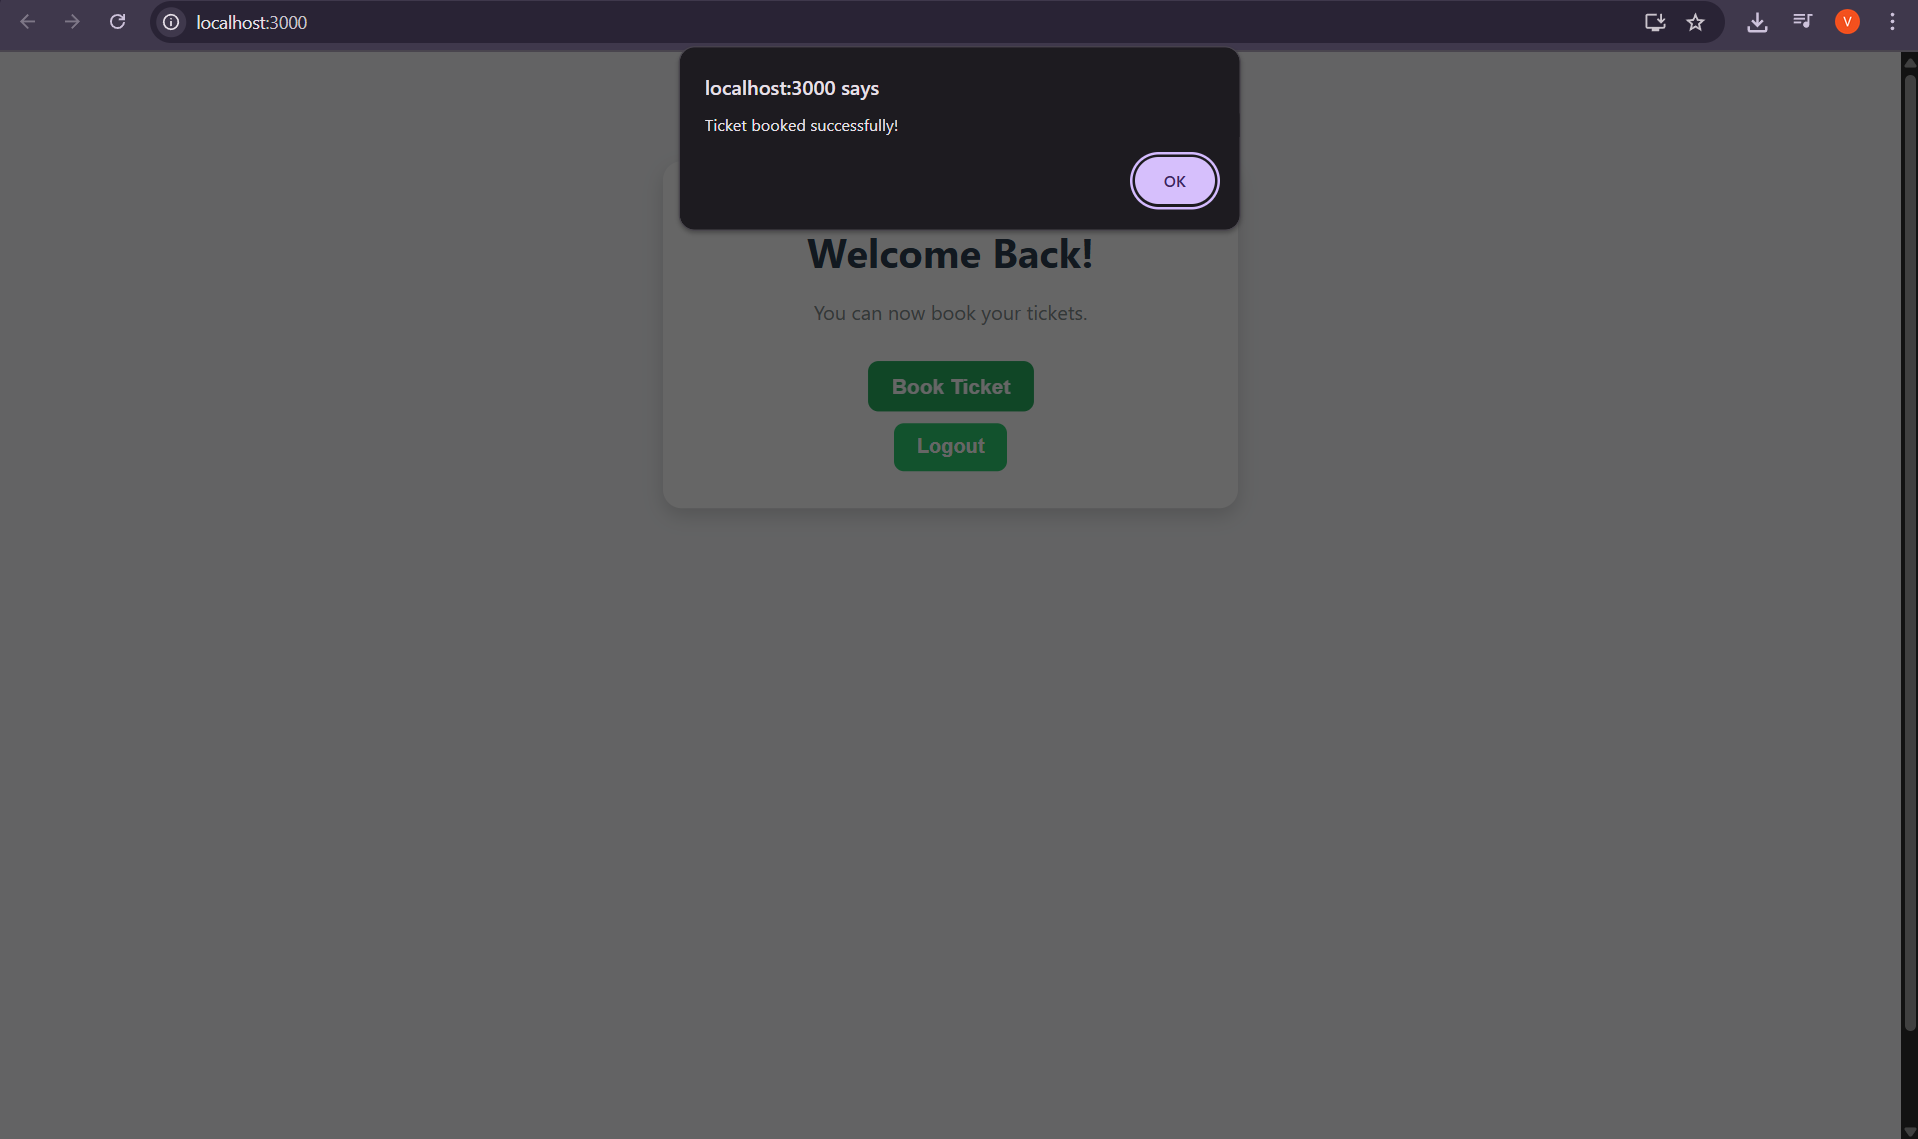 localhost:3000
V
localhost:3000 says
Ticket booked successfully!
OK
Welcome Back!
You can now book your tickets.
Book Ticket
Logout